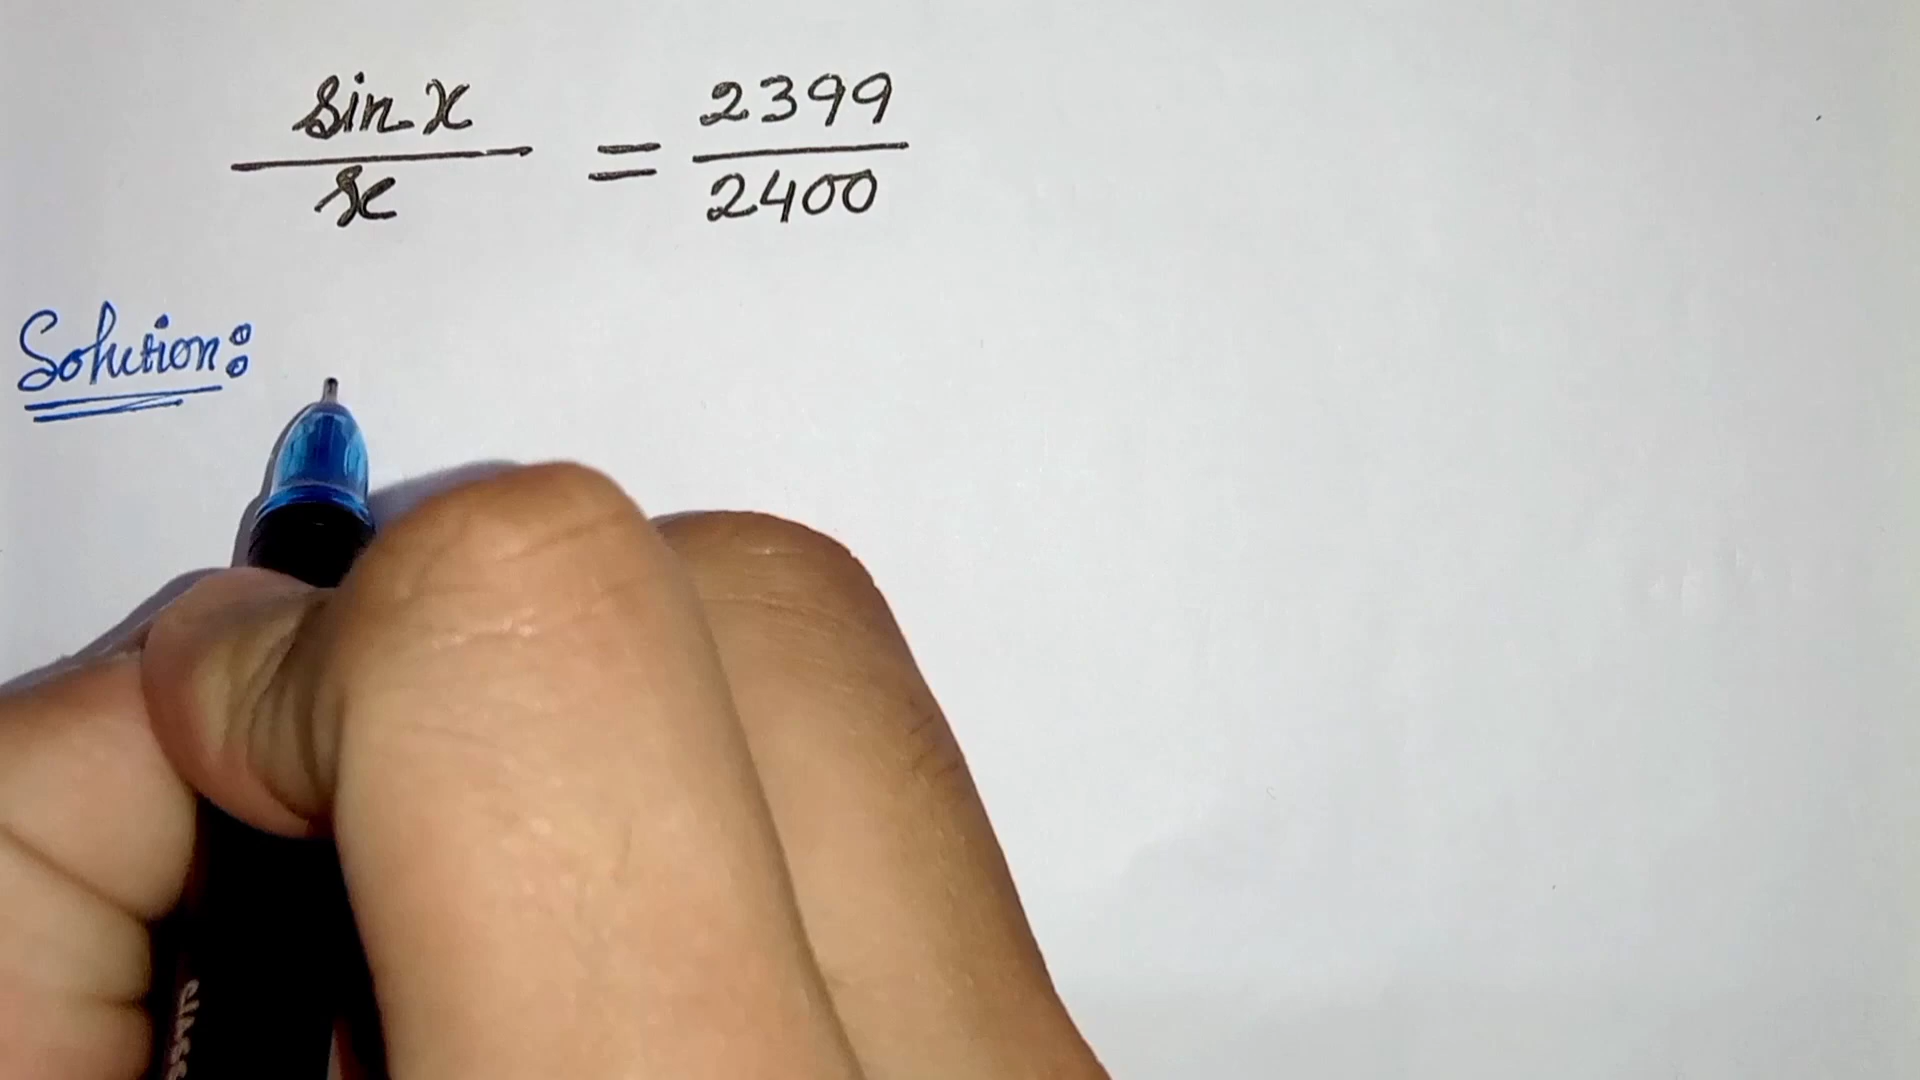 sin x / x = 2399 / 2400
Solution: